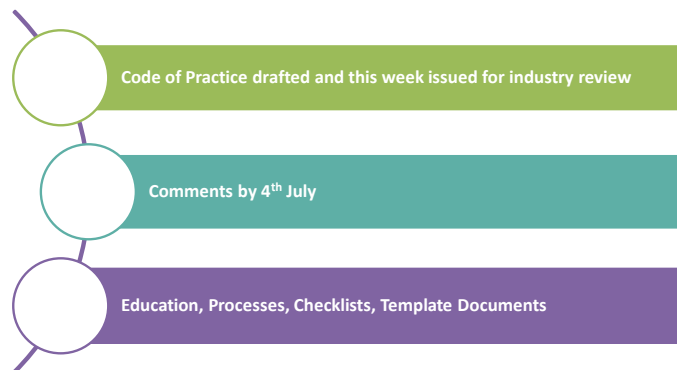 Code of Practice drafted and this week issued for industry review
Comments by 4th July
Education, Processes, Checklists, Template Documents